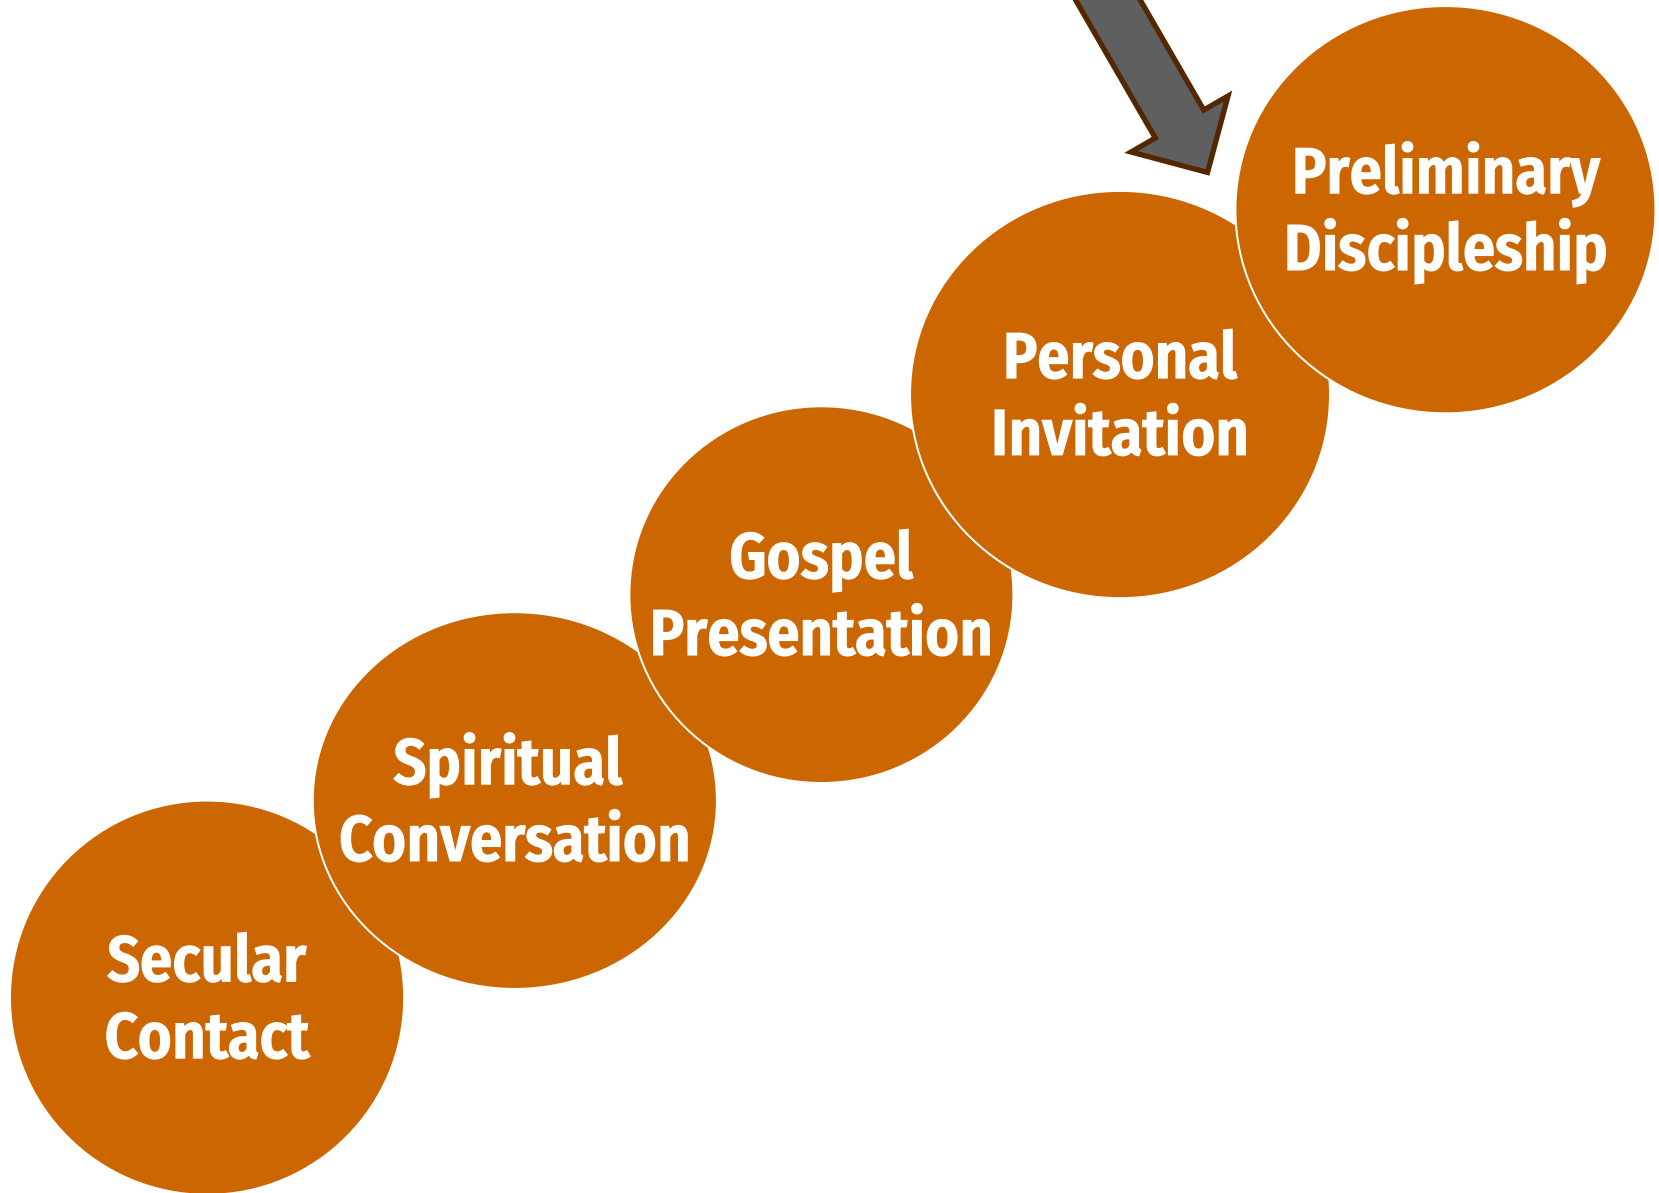 Preliminary
Discipleship
Personal
Invitation
Gospel
Presentation
Spiritual
Conversation
Secular
Contact